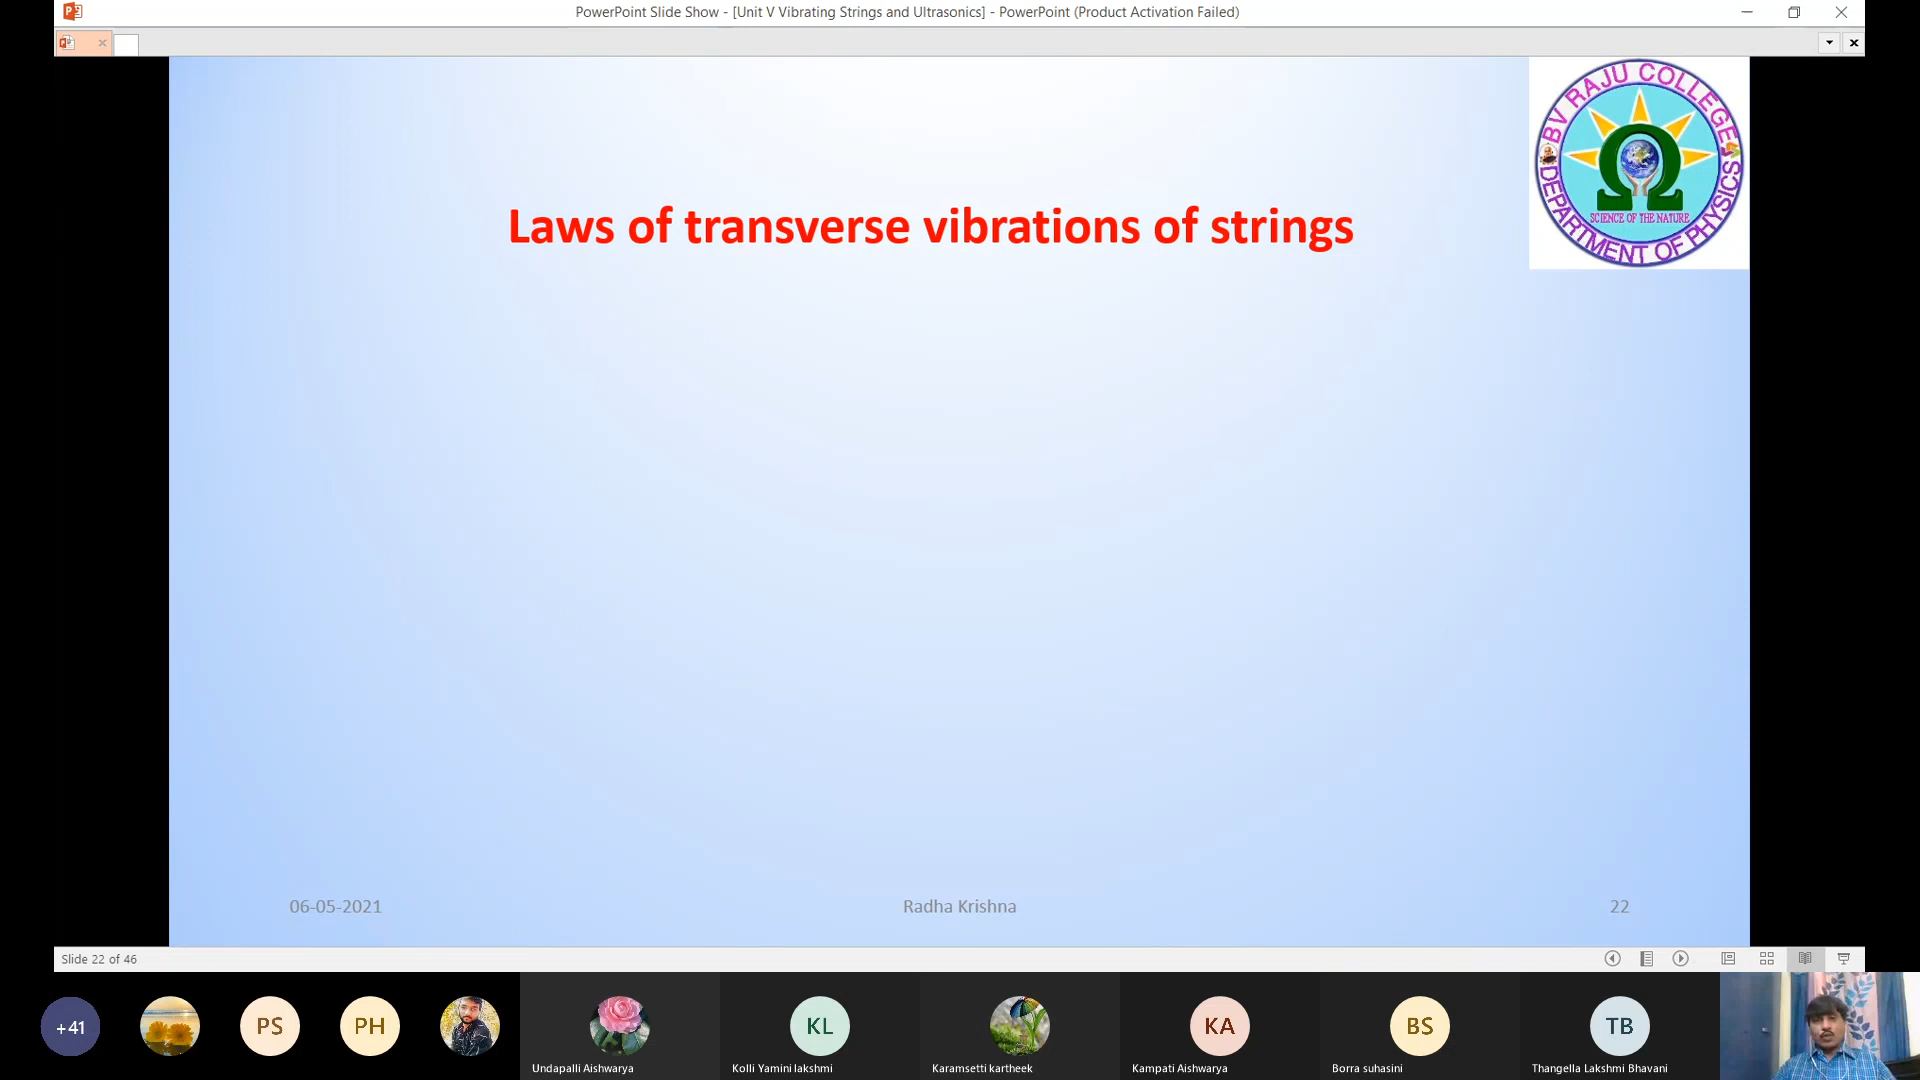 PowerPoint Slide Show - [Unit V Vibrating Strings and Ultrasonics] - PowerPoint (Product Activation Failed)
BV RAJU COLLEGE
SCIENCE OF THE NATURE
DEPARTMENT OF PHYSICS
Laws of transverse vibrations of strings
06-05-2021
Radha Krishna
22
Slide 22 of 46
+41
PS
PH
KL
KA
BS
TB
Undapalli Aishwarya
Kolli Yamini lakshmi
Karamsetti kartheek
Kampati Aishwarya
Borra suhasini
Thangella Lakshmi Bhavani